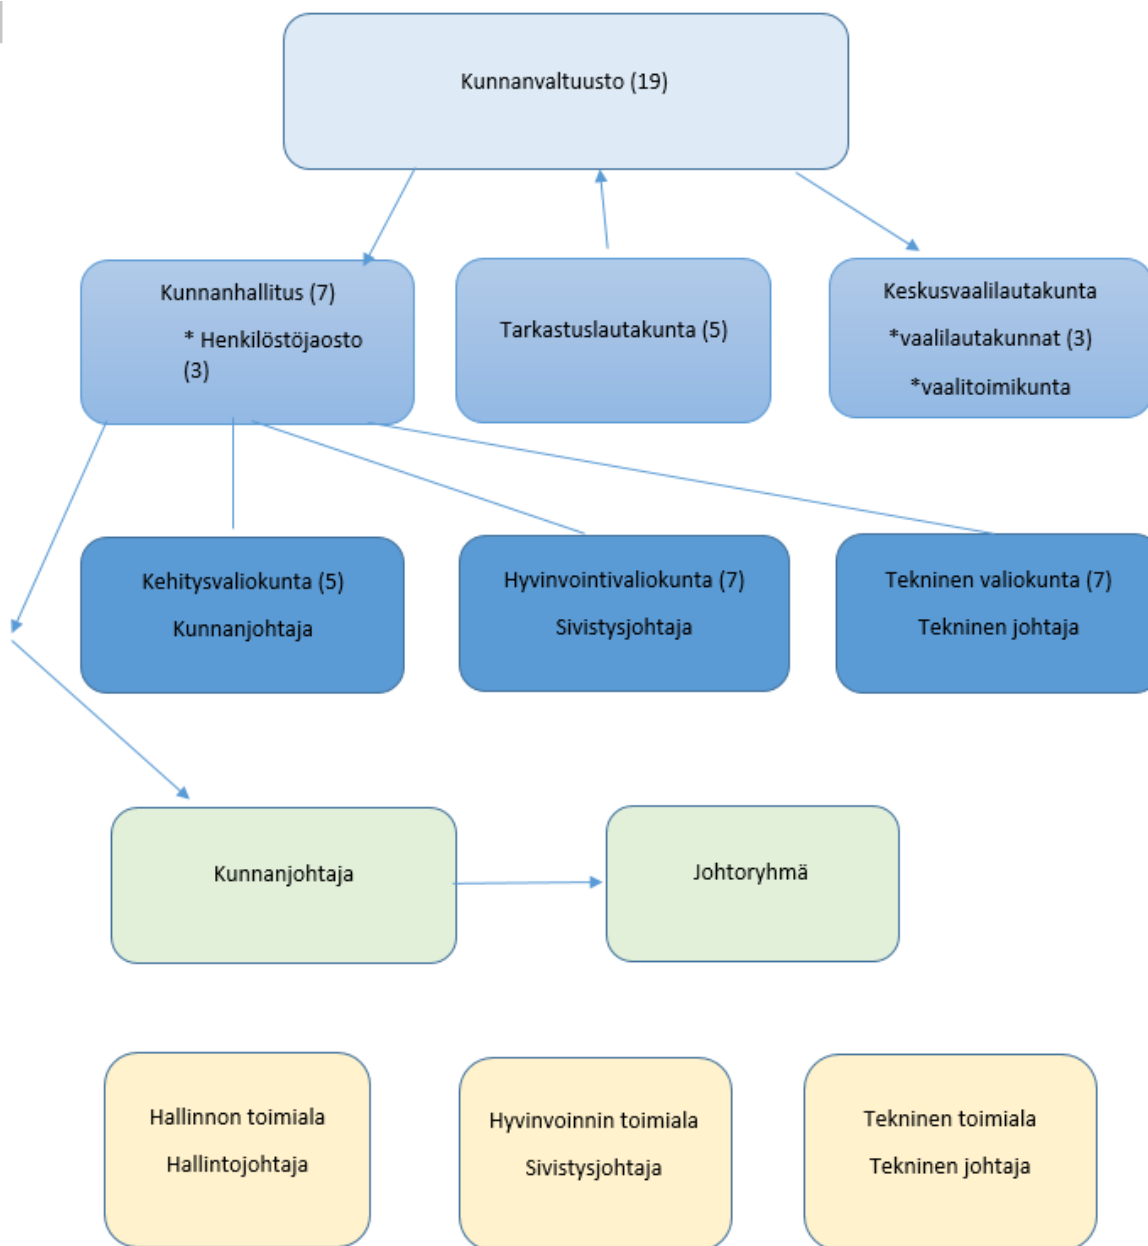 Kunnanvaltuusto (19)
Kunnanhallitus (7)
* Henkilöstöjaosto
(3)
Tarkastuslautakunta (5)
Keskusvaalilautakunta
*vaalilautakunnat (3)
*vaalitoimikunta
Kehitysvaliokunta (5)
Kunnanjohtaja
Hyvinvointivaliokunta (7)
Sivistysjohtaja
Tekninen valiokunta (7)
Tekninen johtaja
Kunnanjohtaja
Johtoryhmä
Hallinnon toimiala
Hallintojohtaja
Hyvinvoinnin toimiala
Sivistysjohtaja
Tekninen toimiala
Tekninen johtaja